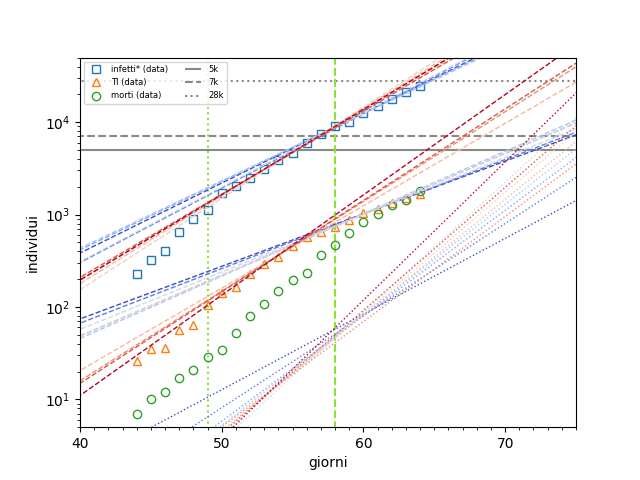 infetti* (data)
TI (data)
morti (data)
5k
7k
28k
individui
10⁴
10³
10²
10¹
40
50
60
70
giorni